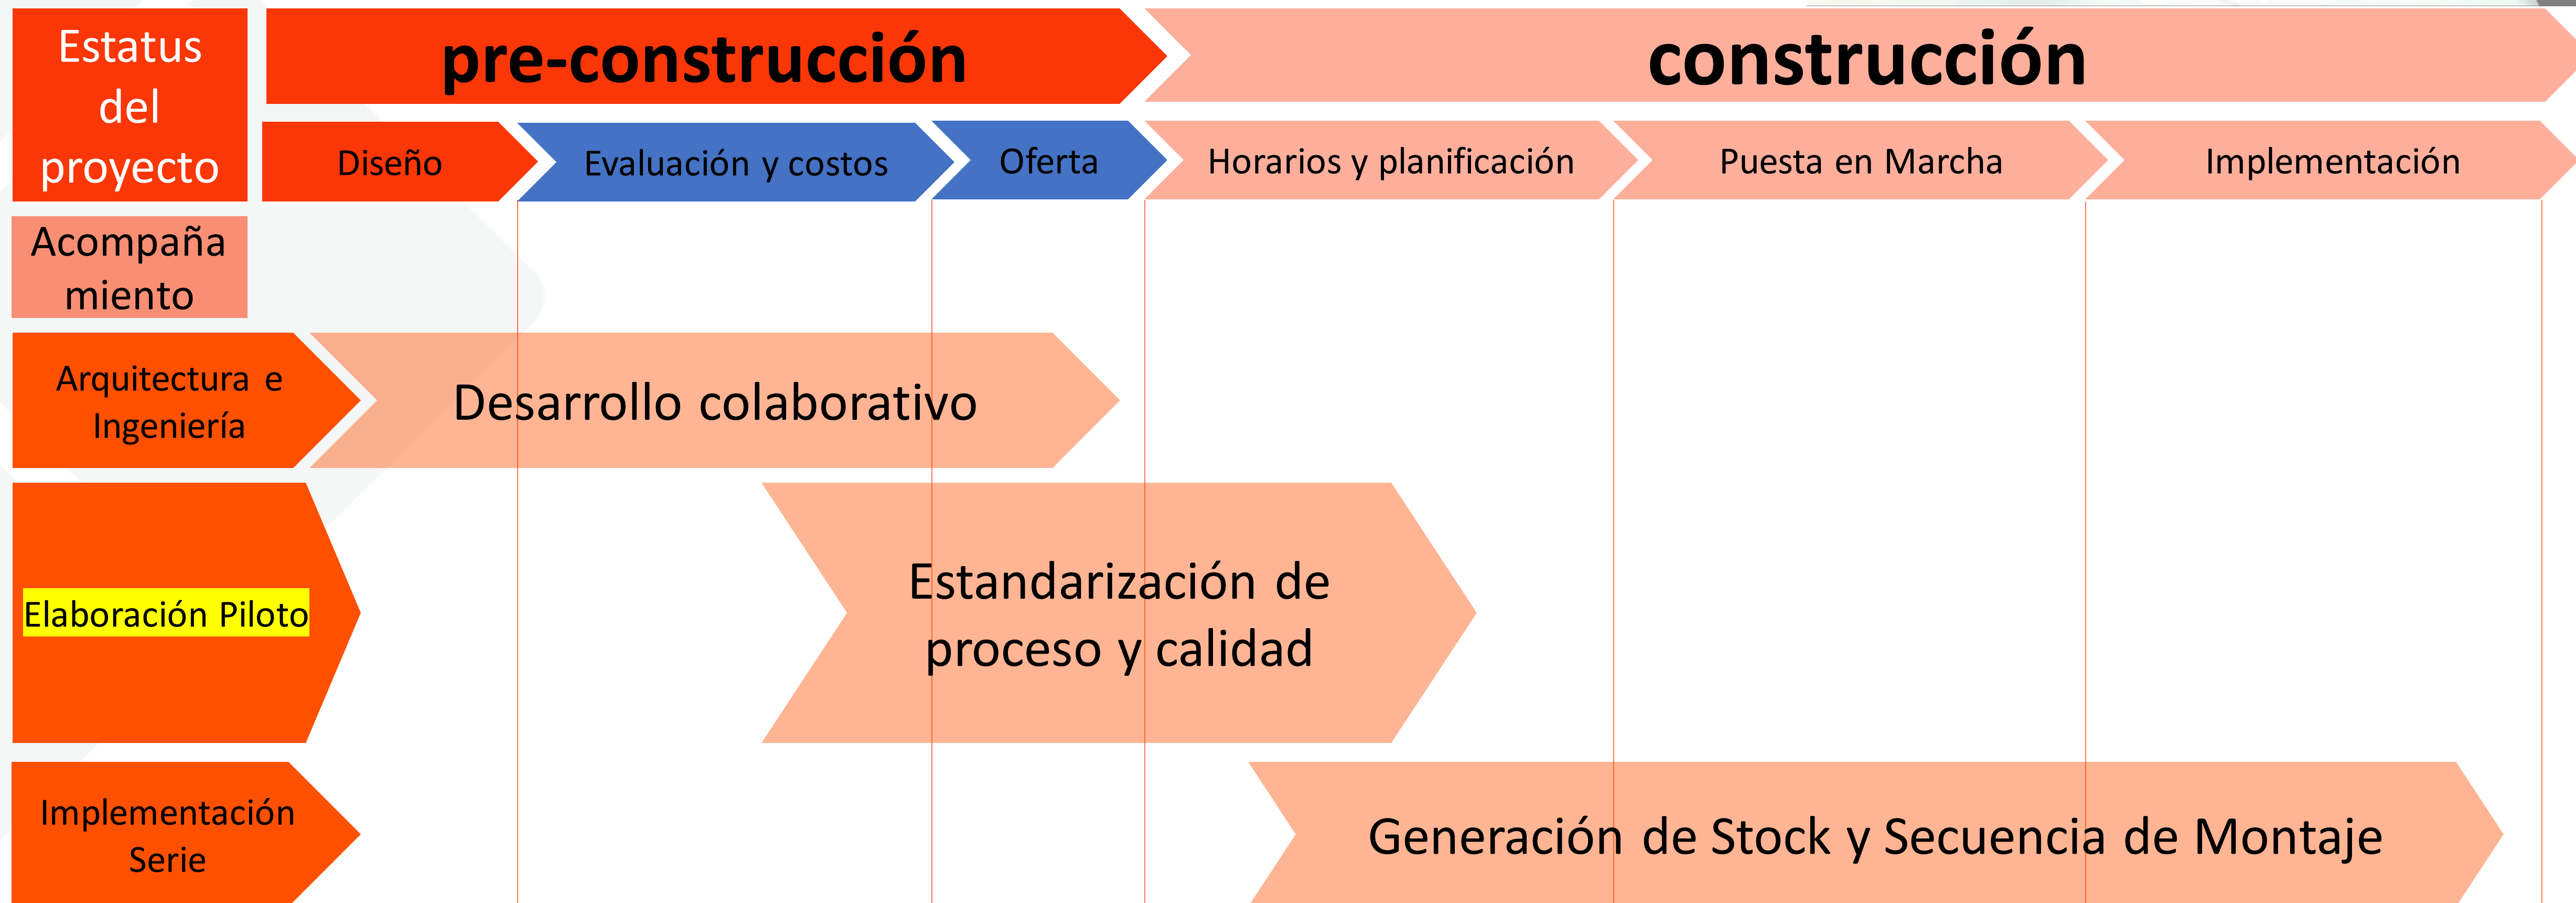 Estatus
del
proyecto
pre-construcción
construcción
Diseño
Evaluación y costos
Oferta
Horarios y planificación
Puesta en Marcha
Implementación
Acompaña
miento
Arquitectura e
Ingeniería
Desarrollo colaborativo
Elaboración Piloto
Estandarización de
proceso y calidad
Implementación
Serie
Generación de Stock y Secuencia de Montaje